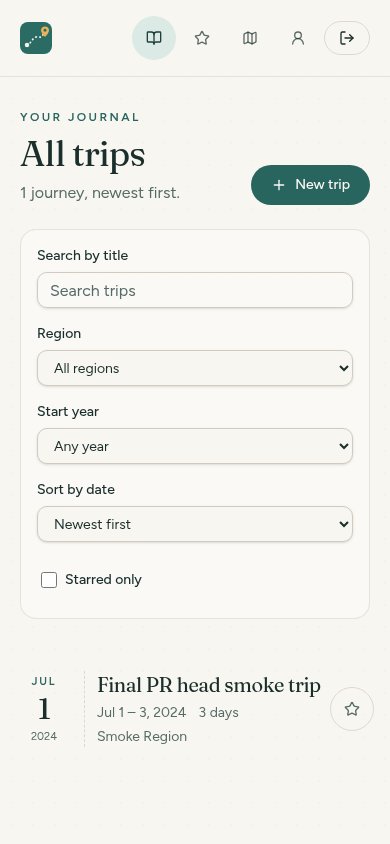 YOUR JOURNAL
All trips
1 journey, newest first.
New trip
Search by title
Search trips
Region
All regions
Start year
Any year
Sort by date
Newest first
Starred only
JUL
1
2024
Final PR head smoke trip
Jul 1 – 3, 2024 3 days
Smoke Region